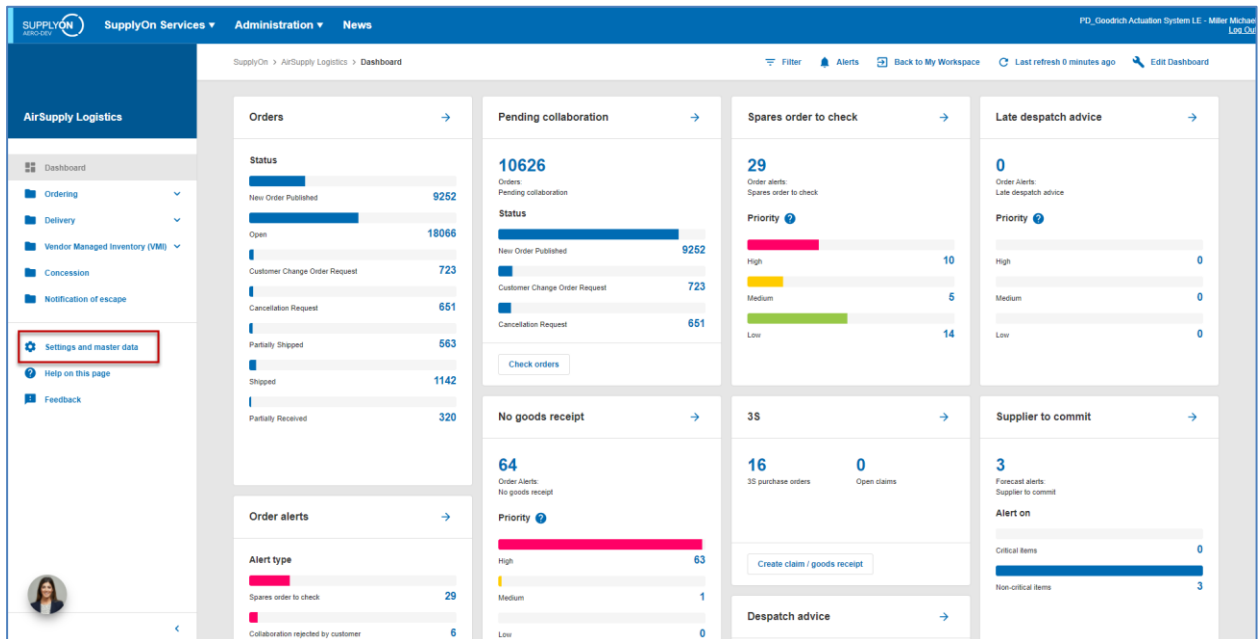 SUPPLYON
AERO-DEV
SupplyOn Services
Administration
News
PD_Goodrich Actuation System LE - Miller Michael
Log Out
AirSupply Logistics
Dashboard
Ordering
Delivery
Vendor Managed Inventory (VMI)
Concession
Notification of escape
Settings and master data
Help on this page
Feedback
SupplyOn > AirSupply Logistics > Dashboard
Filter
Alerts
Back to My Workspace
Last refresh 0 minutes ago
Edit Dashboard
Orders
Status
New Order Published 9252
Open 18066
Customer Change Order Request 723
Cancellation Request 651
Partially Shipped 563
Shipped 1142
Partially Received 320
Order alerts
Alert type
Spares order to check 29
Collaboration rejected by customer 6
Pending collaboration
10626
Orders:
Pending collaboration
Status
New Order Published 9252
Customer Change Order Request 723
Cancellation Request 651
Check orders
No goods receipt
64
Order Alerts:
No goods receipt
Priority
High 63
Medium 1
Low 0
Spares order to check
29
Order alerts:
Spares order to check
Priority
High 10
Medium 5
Low 14
3S
16
3S purchase orders
0
Open claims
Create claim / goods receipt
Despatch advice
Late despatch advice
0
Order Alerts:
Late despatch advice
Priority
High 0
Medium 0
Low 0
Supplier to commit
3
Forecast alerts:
Supplier to commit
Alert on
Critical items 0
Non-critical items 3